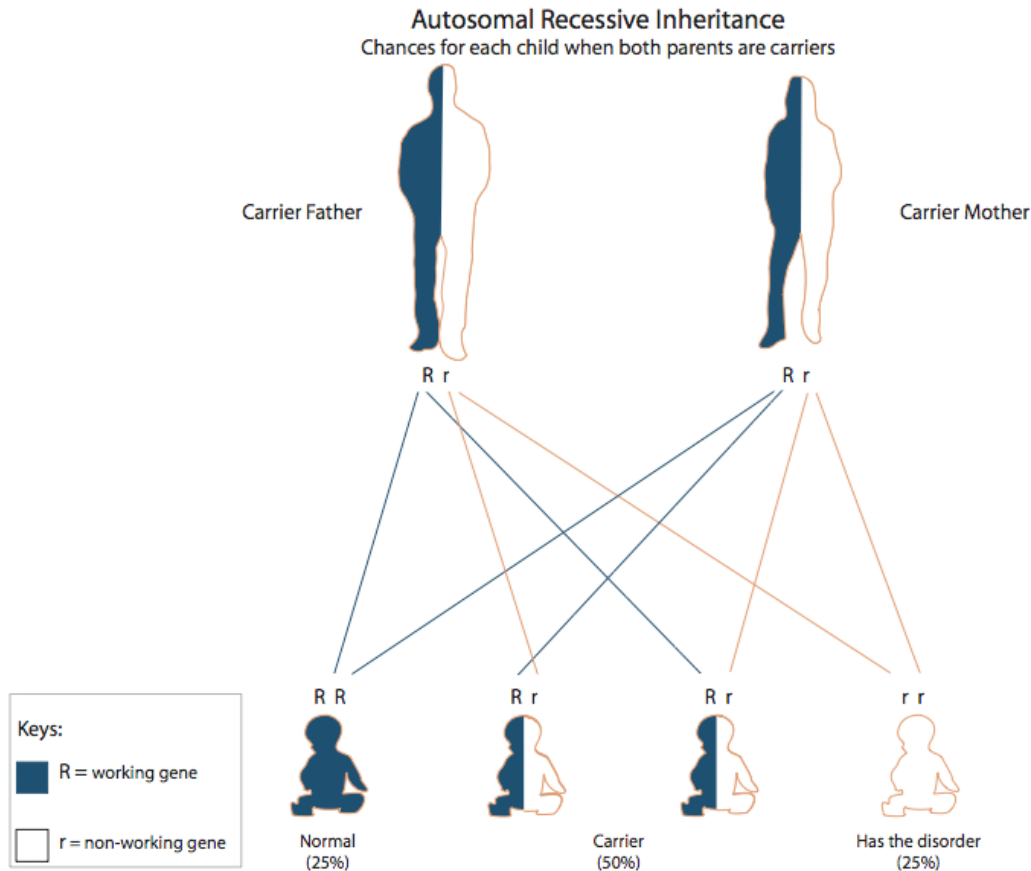 Autosomal Recessive Inheritance
Chances for each child when both parents are carriers
Carrier Father
Carrier Mother
R r
R r
R R
R r
R r
r r
Keys:
R = working gene
r = non-working gene
Normal
(25%)
Carrier
(50%)
Has the disorder
(25%)